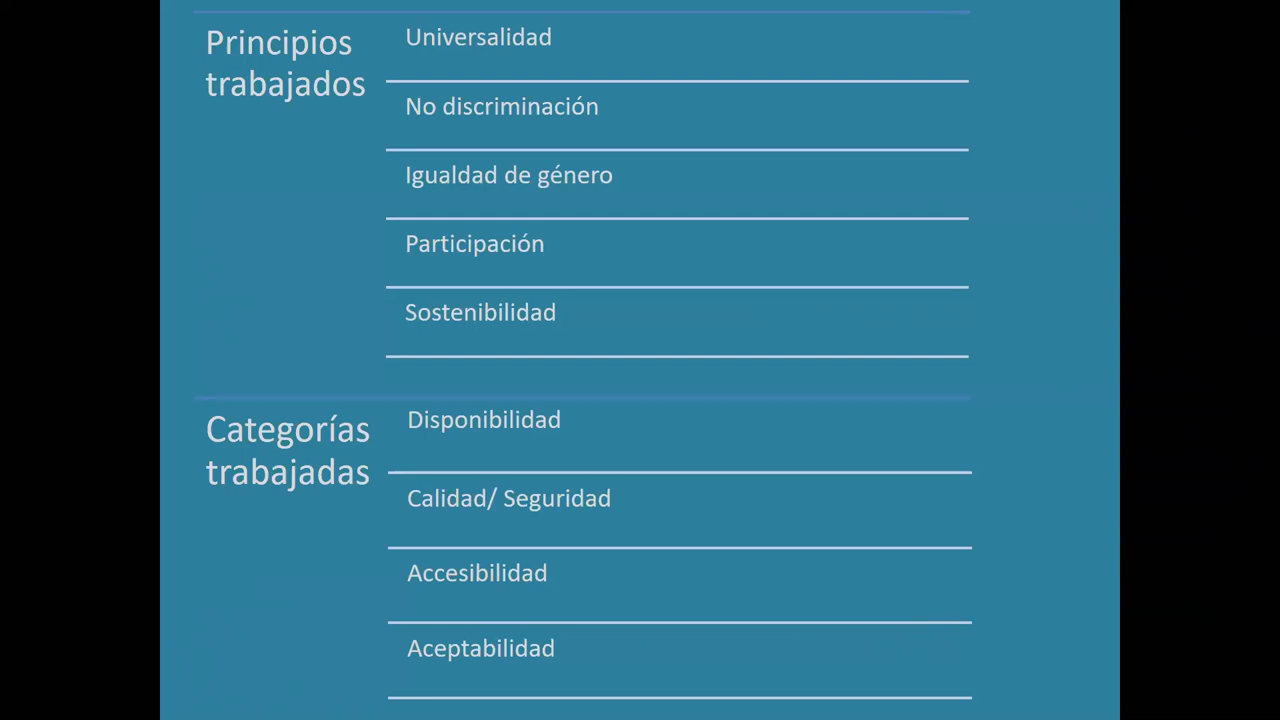 Principios
trabajados
Universalidad
No discriminación
Igualdad de género
Participación
Sostenibilidad
Categorías
trabajadas
Disponibilidad
Calidad/ Seguridad
Accesibilidad
Aceptabilidad